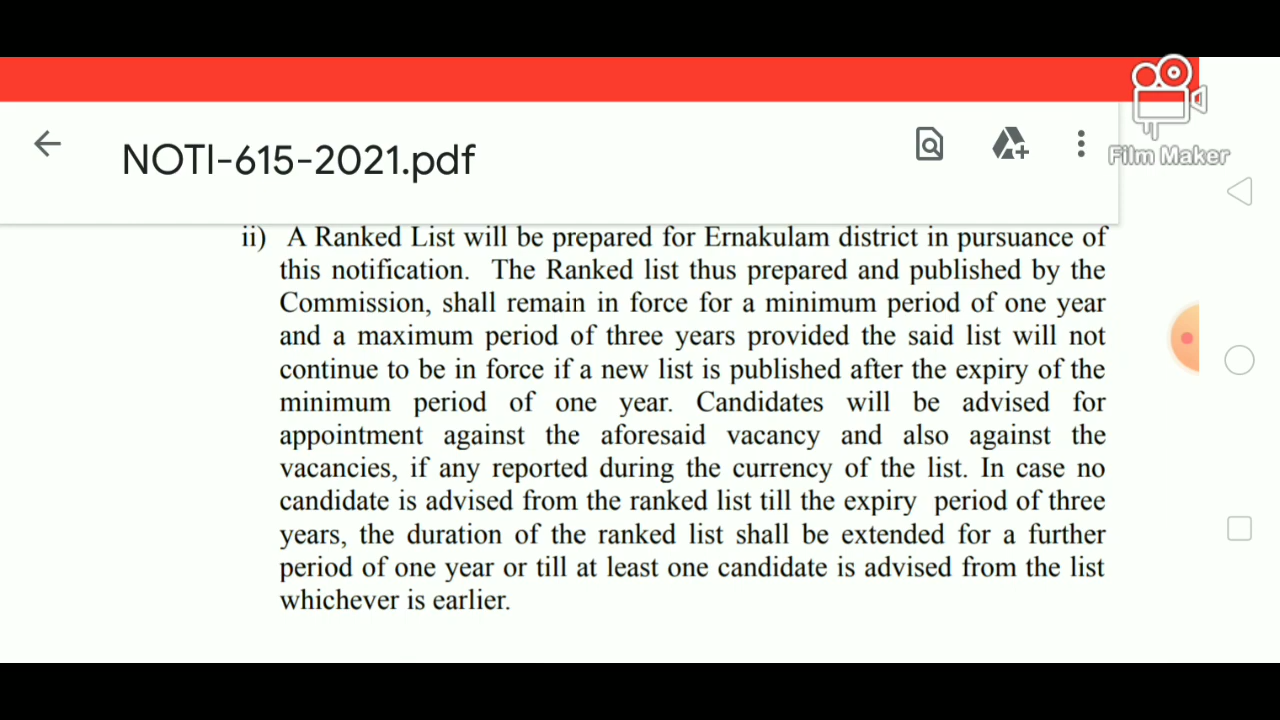 Film Maker
NOTI-615-2021.pdf
ii) A Ranked List will be prepared for Ernakulam district in pursuance of
this notification. The Ranked list thus prepared and published by the
Commission, shall remain in force for a minimum period of one year
and a maximum period of three years provided the said list will not
continue to be in force if a new list is published after the expiry of the
minimum period of one year. Candidates will be advised for
appointment against the aforesaid vacancy and also against the
vacancies, if any reported during the currency of the list. In case no
candidate is advised from the ranked list till the expiry period of three
years, the duration of the ranked list shall be extended for a further
period of one year or till at least one candidate is advised from the list
whichever is earlier.